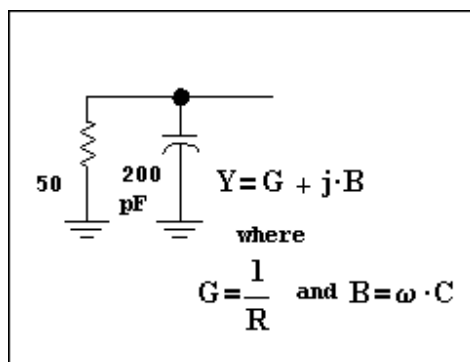 50
200
pF
Y=G + j·B
where
G=1/R and B=ω·C